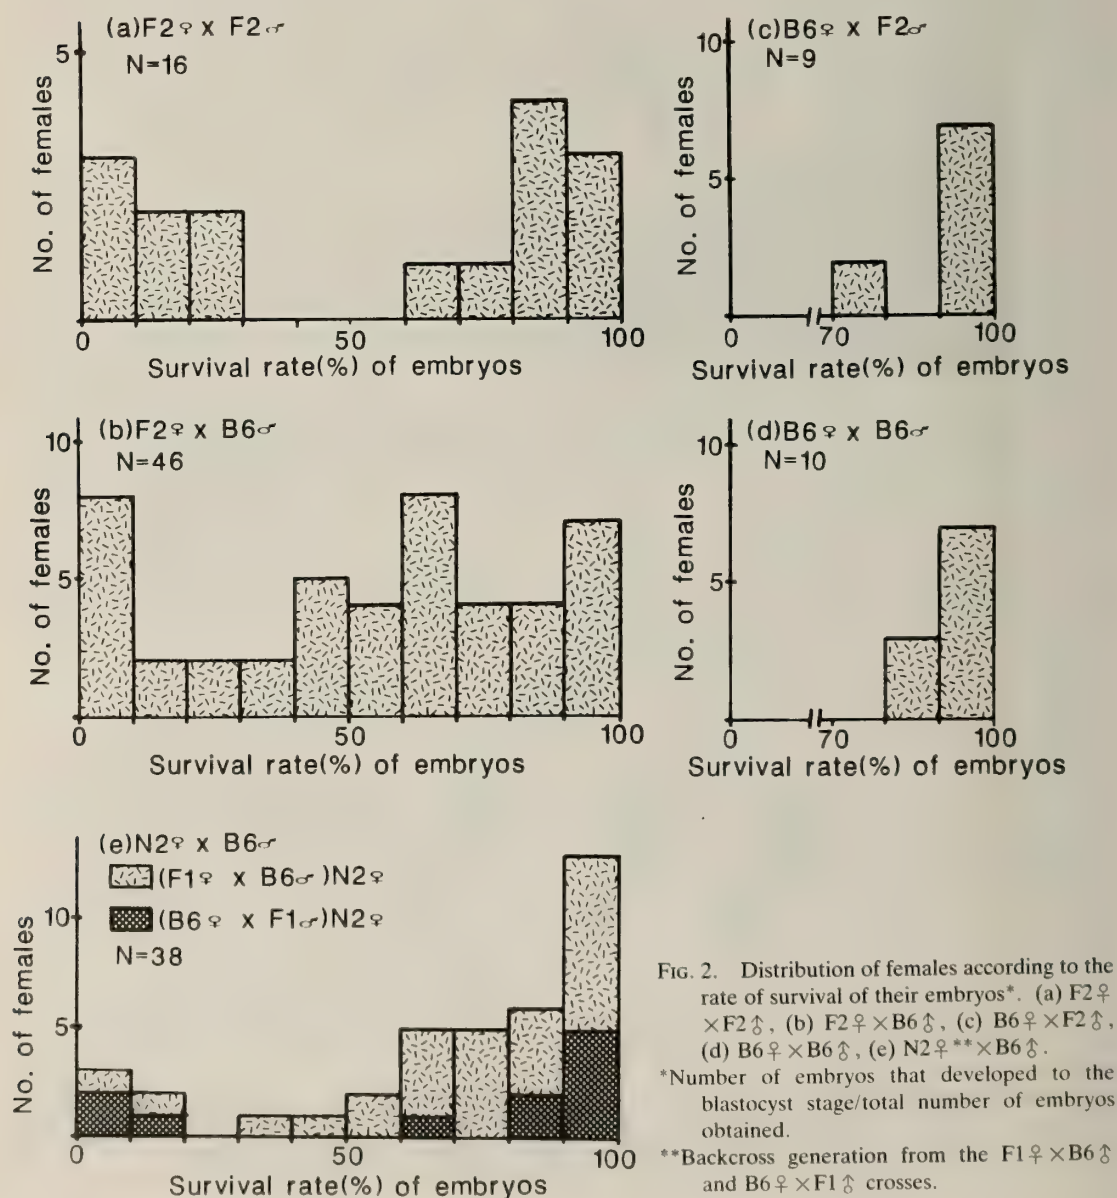 (a)F2♀ x F2♂
N=16
5
No. of females
0 50 100
Survival rate(%) of embryos
(c)B6♀ x F2♂
N=9
10
5
No. of females
0 70 100
Survival rate(%) of embryos
(b)F2♀ x B6♂
N=46
10
5
No. of females
0 50 100
Survival rate(%) of embryos
(d)B6♀ x B6♂
N=10
10
5
No. of females
0 70 100
Survival rate(%) of embryos
(e)N2♀ x B6♂
(F1♀ x B6♂)N2♀
(B6♀ x F1♂)N2♀
N=38
10
5
No. of females
0 50 100
Survival rate(%) of embryos
FIG. 2. Distribution of females according to the
rate of survival of their embryos*. (a) F2♀
×F2♂, (b) F2♀×B6♂, (c) B6♀×F2♂,
(d) B6♀×B6♂, (e) N2♀**×B6♂.
*Number of embryos that developed to the
blastocyst stage/total number of embryos
obtained.
**Backcross generation from the F1♀×B6♂
and B6♀×F1♂ crosses.